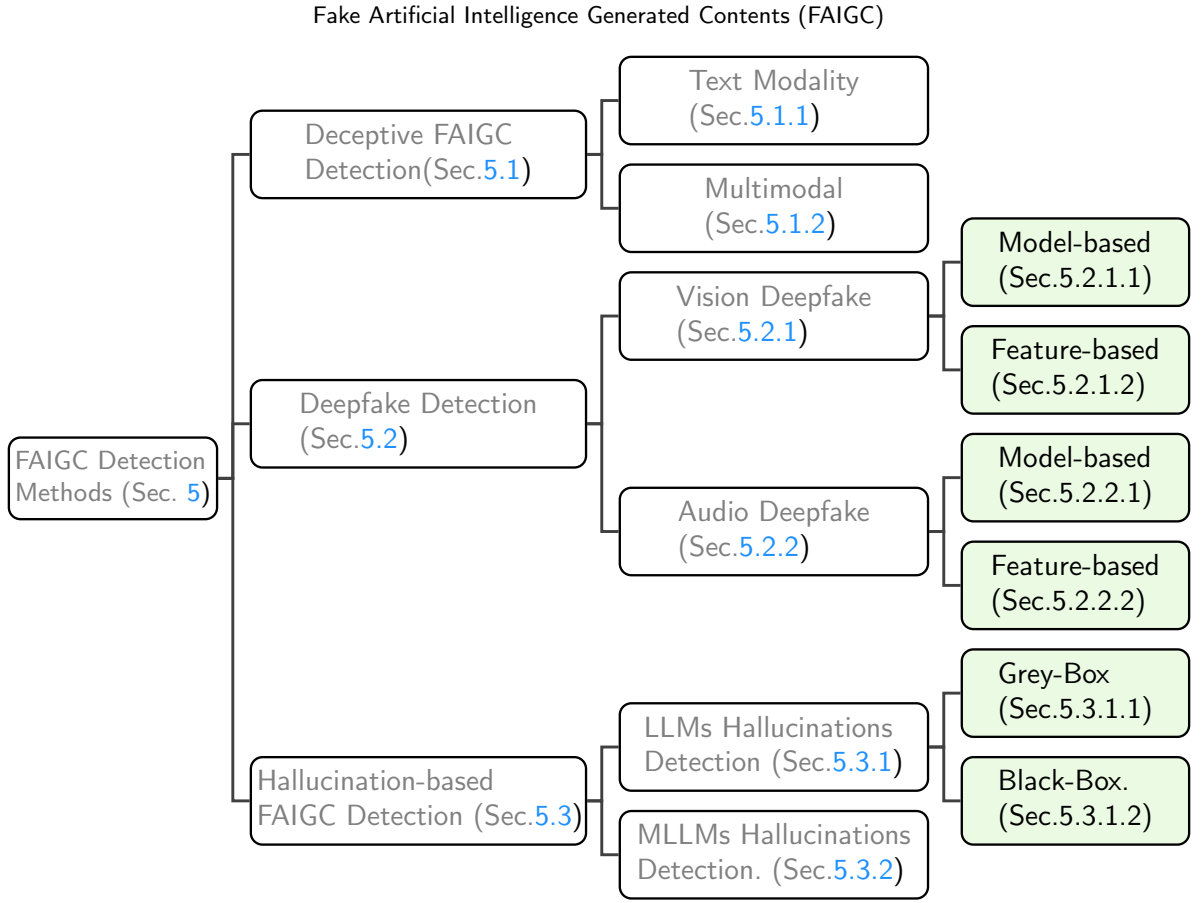 Fake Artificial Intelligence Generated Contents (FAIGC)
FAIGC Detection
Methods (Sec. 5)
Deceptive FAIGC
Detection(Sec.5.1)
Text Modality
(Sec.5.1.1)
Multimodal
(Sec.5.1.2)
Deepfake Detection
(Sec.5.2)
Vision Deepfake
(Sec.5.2.1)
Model-based
(Sec.5.2.1.1)
Feature-based
(Sec.5.2.1.2)
Audio Deepfake
(Sec.5.2.2)
Model-based
(Sec.5.2.2.1)
Feature-based
(Sec.5.2.2.2)
Hallucination-based
FAIGC Detection (Sec.5.3)
LLMs Hallucinations
Detection (Sec.5.3.1)
Grey-Box
(Sec.5.3.1.1)
Black-Box.
(Sec.5.3.1.2)
MLLMs Hallucinations
Detection. (Sec.5.3.2)